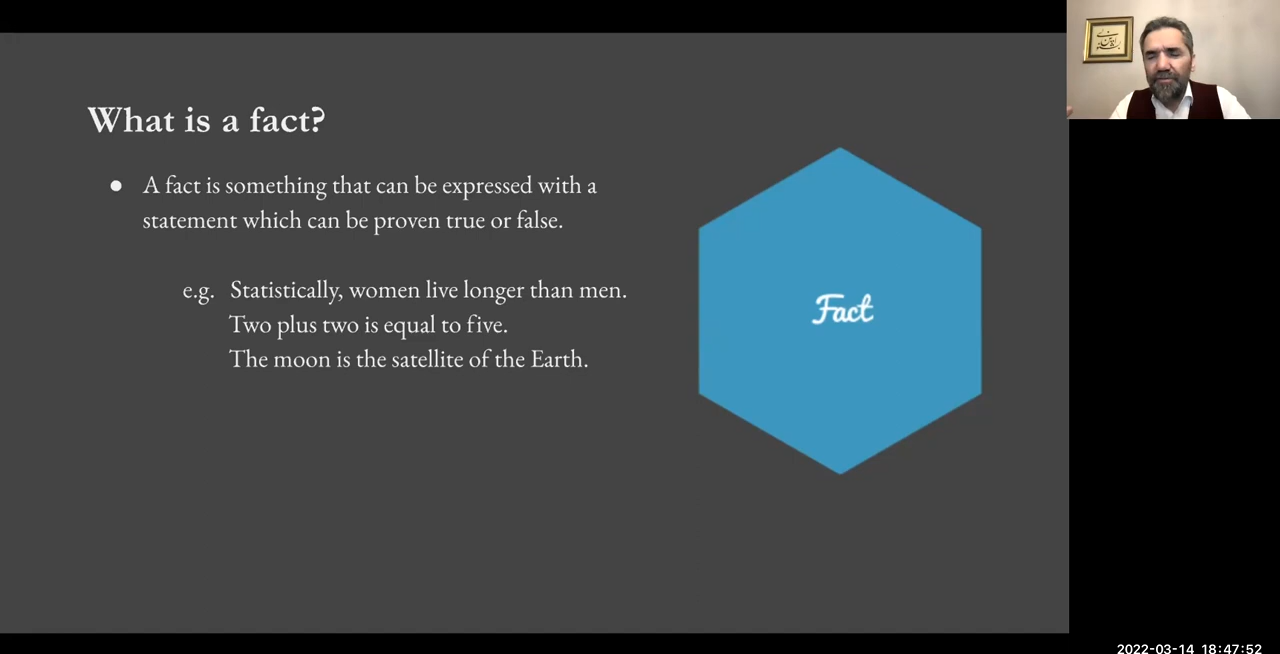 What is a fact?
● A fact is something that can be expressed with a
statement which can be proven true or false.
e.g. Statistically, women live longer than men.
Two plus two is equal to five.
The moon is the satellite of the Earth.
Fact
2022-03-14 18:47:52